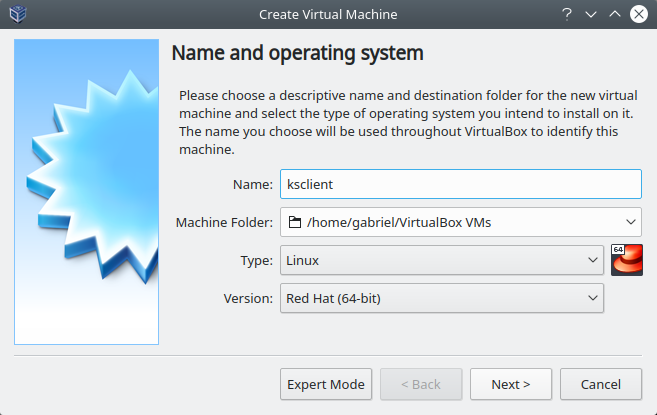 Create Virtual Machine
Name and operating system
Please choose a descriptive name and destination folder for the new virtual
machine and select the type of operating system you intend to install on it.
The name you choose will be used throughout VirtualBox to identify this
machine.
Name: ksclient
Machine Folder: /home/gabriel/VirtualBox VMs
Type: Linux
64
Version: Red Hat (64-bit)
Expert Mode < Back Next > Cancel